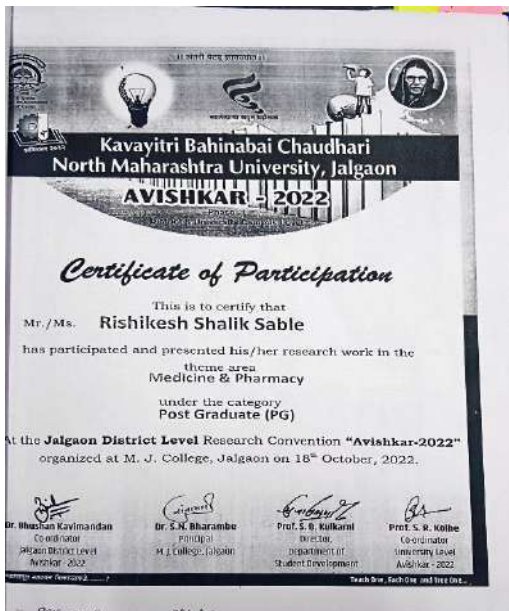 ।। अंतरी पेटवू ज्ञानज्योत ।।
Kavayitri Bahinabai Chaudhari
North Maharashtra University, Jalgaon
AVISHKAR - 2022
Certificate of Participation
This is to certify that
Mr./Ms. Rishikesh Shalik Sable
has participated and presented his/her research work in the
theme area
Medicine & Pharmacy
under the category
Post Graduate (PG)
At the Jalgaon District Level Research Convention "Avishkar-2022"
organized at M. J. College, Jalgaon on 18th October, 2022.
Dr. Bhushan Kavimandan Dr. S.N. Bharambe Prof. S. B. Kulkarni Prof. S. R. Kolhe
Co-ordinator Principal Director, Co-ordinator
Jalgaon District Level M. J. College, Jalgaon Department of University Level
Avishkar - 2022 Student Development Avishkar - 2022
Teach One, Each One and Tree One...